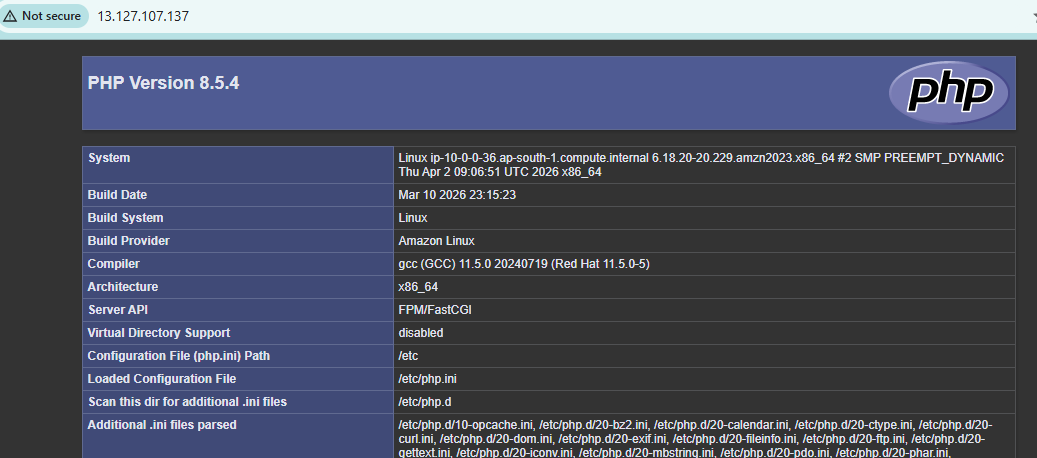 Not secure 13.127.107.137
PHP Version 8.5.4
php
System Linux ip-10-0-0-36.ap-south-1.compute.internal 6.18.20-20.229.amzn2023.x86_64 #2 SMP PREEMPT_DYNAMIC
Thu Apr 2 09:06:51 UTC 2026 x86_64
Build Date Mar 10 2026 23:15:23
Build System Linux
Build Provider Amazon Linux
Compiler gcc (GCC) 11.5.0 20240719 (Red Hat 11.5.0-5)
Architecture x86_64
Server API FPM/FastCGI
Virtual Directory Support disabled
Configuration File (php.ini) Path /etc
Loaded Configuration File /etc/php.ini
Scan this dir for additional .ini files /etc/php.d
Additional .ini files parsed /etc/php.d/10-opcache.ini, /etc/php.d/20-bz2.ini, /etc/php.d/20-calendar.ini, /etc/php.d/20-ctype.ini, /etc/php.d/20-
curl.ini, /etc/php.d/20-dom.ini, /etc/php.d/20-exif.ini, /etc/php.d/20-fileinfo.ini, /etc/php.d/20-ftp.ini, /etc/php.d/20-
gettext.ini, /etc/php.d/20-iconv.ini, /etc/php.d/20-mbstring.ini, /etc/php.d/20-pdo.ini, /etc/php.d/20-phar.ini,